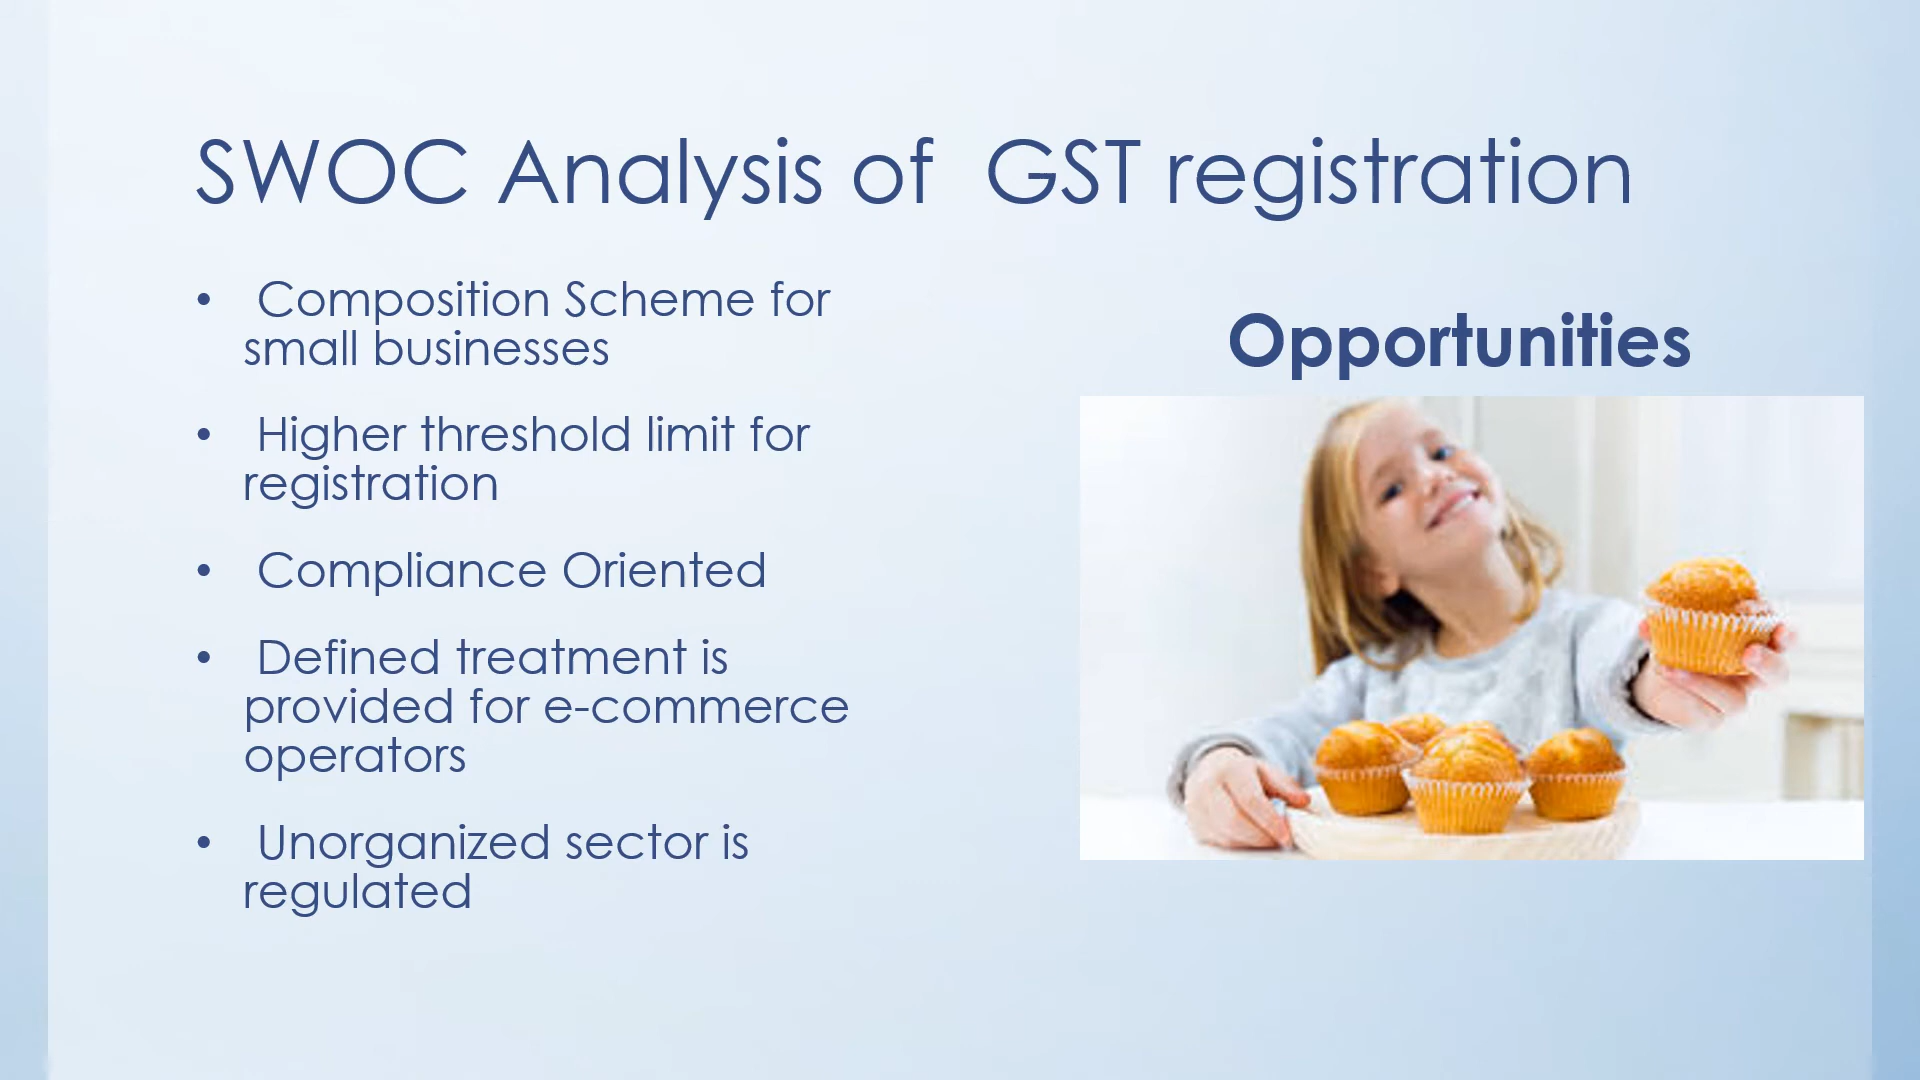 SWOC Analysis of  GST registration
• Composition Scheme for
small businesses
• Higher threshold limit for
registration
• Compliance Oriented
• Defined treatment is
provided for e-commerce
operators
• Unorganized sector is
regulated
Opportunities